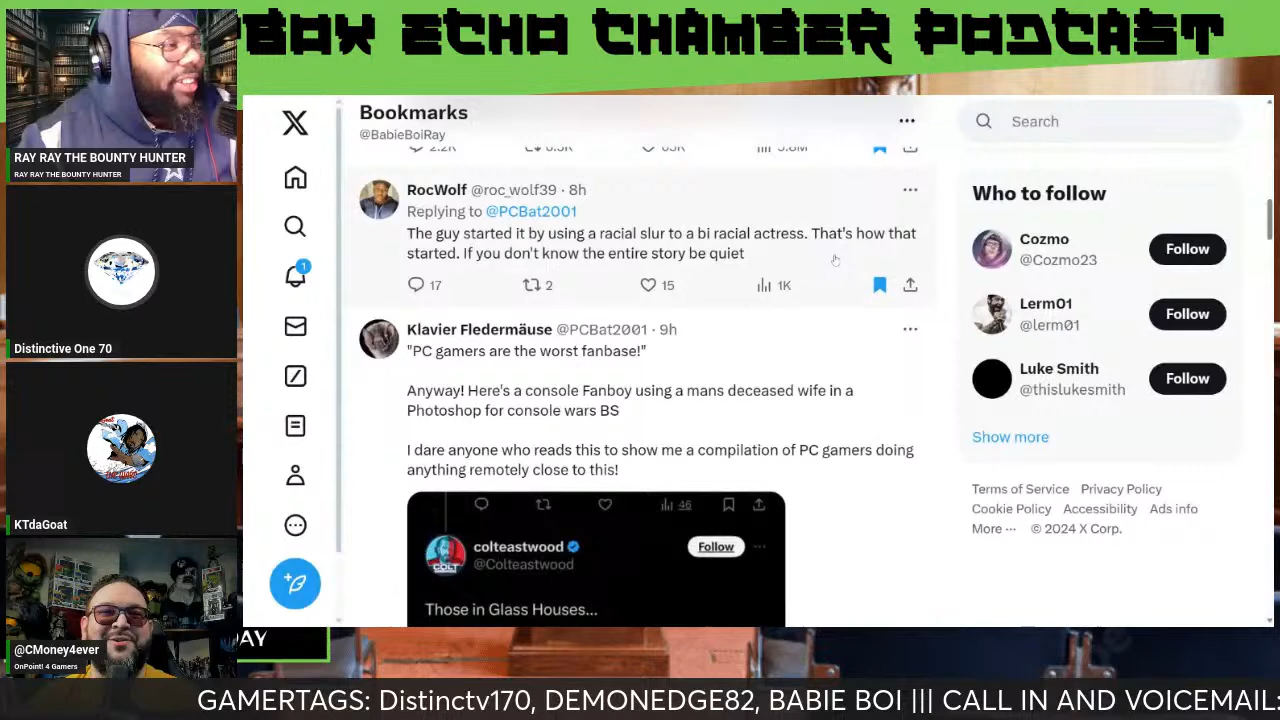 BOX ECHO CHAMBER PODCAST
RAY RAY THE BOUNTY HUNTER
RAY RAY THE BOUNTY HUNTER
Distinctive One 70
KTdaGoat
@CMoney4ever
OnPoint! 4 Gamers
AY
1
Bookmarks
@BabieBoiRay
RocWolf @roc_wolf39 · 8h
Replying to @PCBat2001
The guy started it by using a racial slur to a bi racial actress. That's how that
started. If you don't know the entire story be quiet
17 2 15 1K
Klavier Fledermäuse @PCBat2001 · 9h
"PC gamers are the worst fanbase!"
Anyway! Here's a console Fanboy using a mans deceased wife in a
Photoshop for console wars BS
I dare anyone who reads this to show me a compilation of PC gamers doing
anything remotely close to this!
46
colteastwood
@Colteastwood
Follow
COLT
Those in Glass Houses...
Search
Who to follow
Cozmo
@Cozmo23
Follow
Lerm01
@lerm01
Follow
Luke Smith
@thislukesmith
Follow
Show more
Terms of Service Privacy Policy
Cookie Policy Accessibility Ads info
More ··· © 2024 X Corp.
GAMERTAGS: Distinctv170, DEMONEDGE82, BABIE BOI ||| CALL IN AND VOICEMAIL: